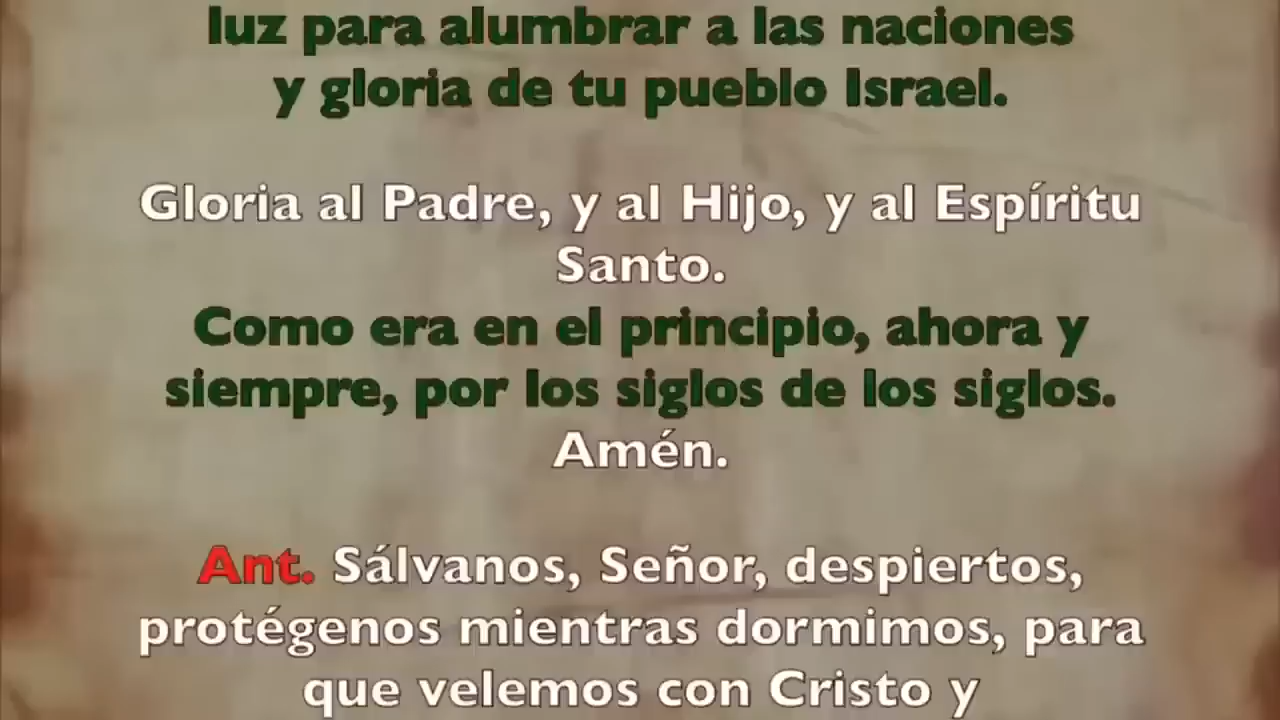 luz para alumbrar a las naciones
y gloria de tu pueblo Israel.
Gloria al Padre, y al Hijo, y al Espíritu
Santo.
Como era en el principio, ahora y
siempre, por los siglos de los siglos.
Amén.
Ant. Sálvanos, Señor, despiertos,
protégenos mientras dormimos, para
que velemos con Cristo y